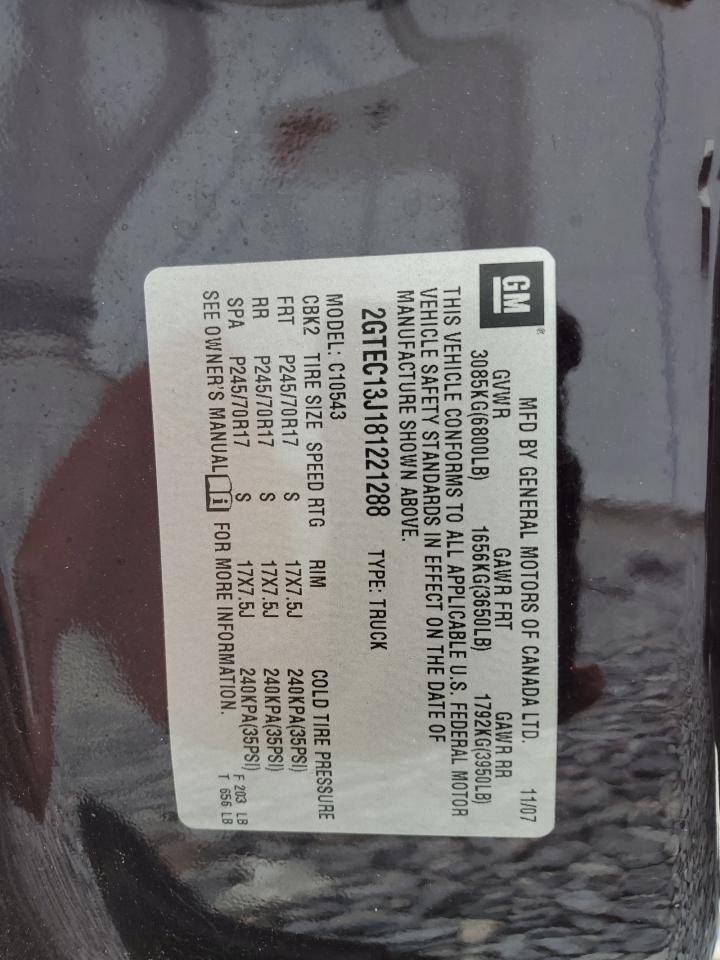 GM ®
MFD BY GENERAL MOTORS OF CANADA LTD. 11/07
GVWR GAWR FRT GAWR RR
3085KG(6800LB) 1656KG(3650LB) 1792KG(3950LB)
THIS VEHICLE CONFORMS TO ALL APPLICABLE U.S. FEDERAL MOTOR
VEHICLE SAFETY STANDARDS IN EFFECT ON THE DATE OF
MANUFACTURE SHOWN ABOVE.
2GTEC13J181221288 TYPE: TRUCK
MODEL: C10543
CBK2 TIRE SIZE SPEED RTG RIM COLD TIRE PRESSURE
FRT P245/70R17 S 17X7.5J 240KPA(35PSI)
RR P245/70R17 S 17X7.5J 240KPA(35PSI)
SPA P245/70R17 S 17X7.5J 240KPA(35PSI) F 203 LB
SEE OWNER'S MANUAL i FOR MORE INFORMATION. T 656 LB